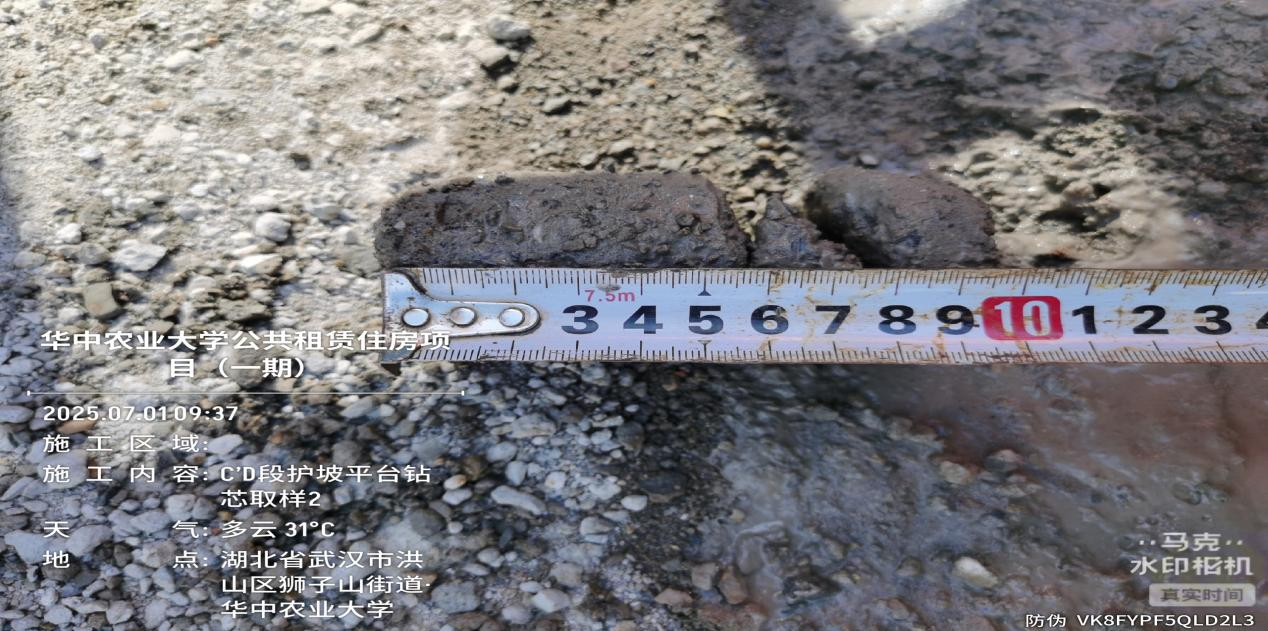 7.5m
3 4 5 6 7 8 9 10 1 2 3 4
华中农业大学公共租赁住房项
目（一期）
2025.07.01 09:37
施工区域:
施工内容: C'D段护坡平台钻
芯取样2
天气: 多云 31°C
地点: 湖北省武汉市洪
山区狮子山街道·
华中农业大学
马克
水印相机
真实时间
防伪 VK8FYPF5QLD2L3